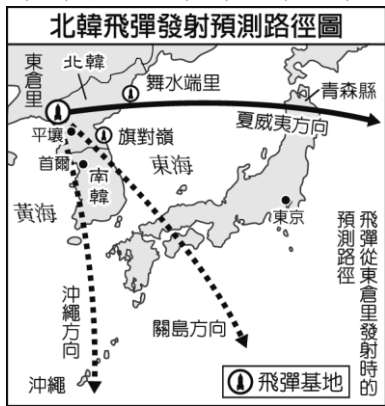 北韓飛彈發射預測路徑圖
東倉里
北韓
舞水端里
青森縣
夏威夷方向
平壤
旗對嶺
首爾
南韓
東海
黃海
東京
飛彈從東倉里發射時的
預測路徑
沖繩方向
關島方向
沖繩
飛彈基地